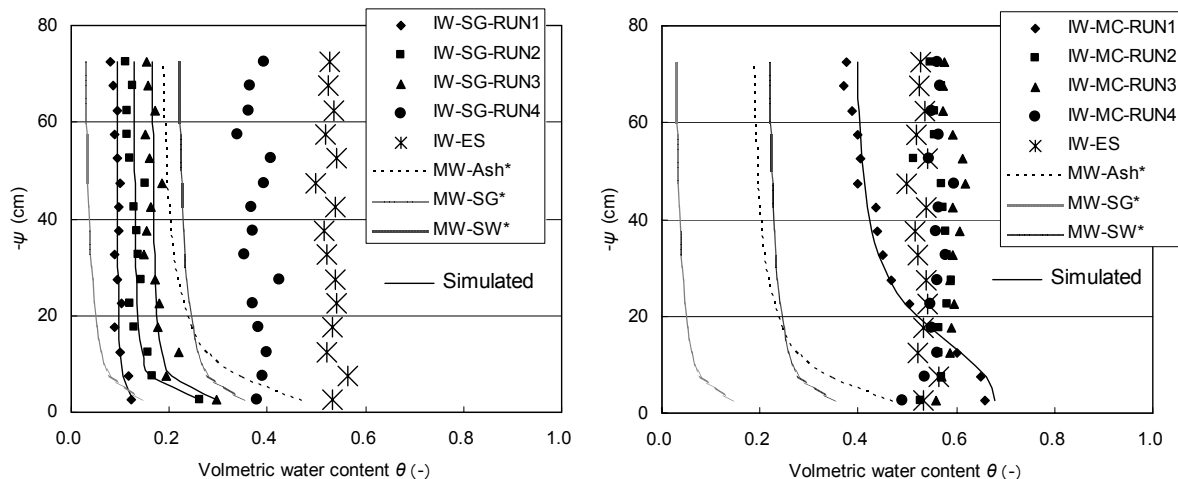 80
60
40
20
0
-ψ (cm)
0.0 0.2 0.4 0.6 0.8 1.0
Volmetric water content θ (-)
IW-SG-RUN1
IW-SG-RUN2
IW-SG-RUN3
IW-SG-RUN4
IW-ES
MW-Ash*
MW-SG*
MW-SW*
Simulated
80
60
40
20
0
-ψ (cm)
0.0 0.2 0.4 0.6 0.8 1.0
Volmetric water content θ (-)
IW-MC-RUN1
IW-MC-RUN2
IW-MC-RUN3
IW-MC-RUN4
IW-ES
MW-Ash*
MW-SG*
MW-SW*
Simulated